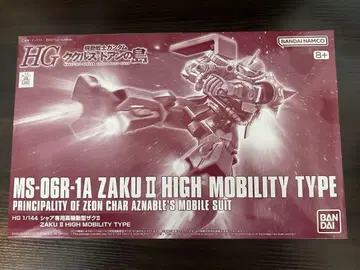 機動戦士ガンダム
HG ククルス・ドアンの島
BANDAI NAMCO
8+
MS-06R-1A ZAKU II HIGH MOBILITY TYPE
PRINCIPALITY OF ZEON CHAR AZNABLE'S MOBILE SUIT
HG 1/144 シャア専用高機動型ザクII
ZAKU II HIGH MOBILITY TYPE
BAN
DAI